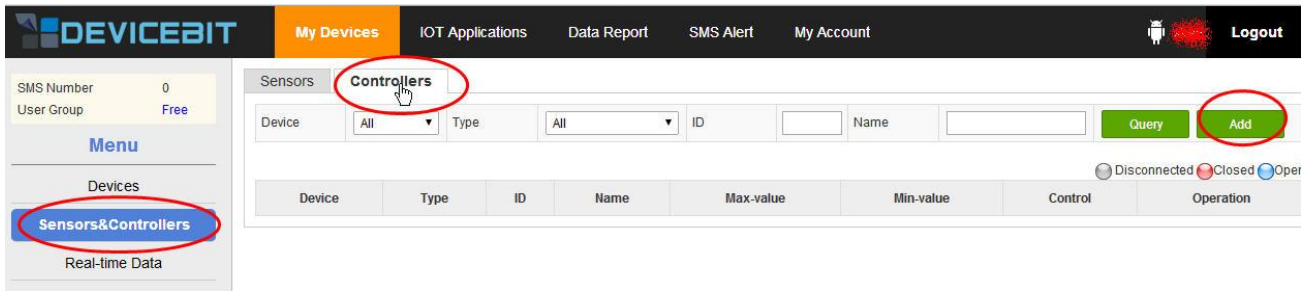 DEVICEBIT My Devices IOT Applications Data Report SMS Alert My Account Logout
SMS Number 0
User Group Free
Menu
Devices
Sensors&Controllers
Real-time Data
Sensors Controllers
Device All Type All ID Name Query Add
Disconnected Closed Oper
Device Type ID Name Max-value Min-value Control Operation